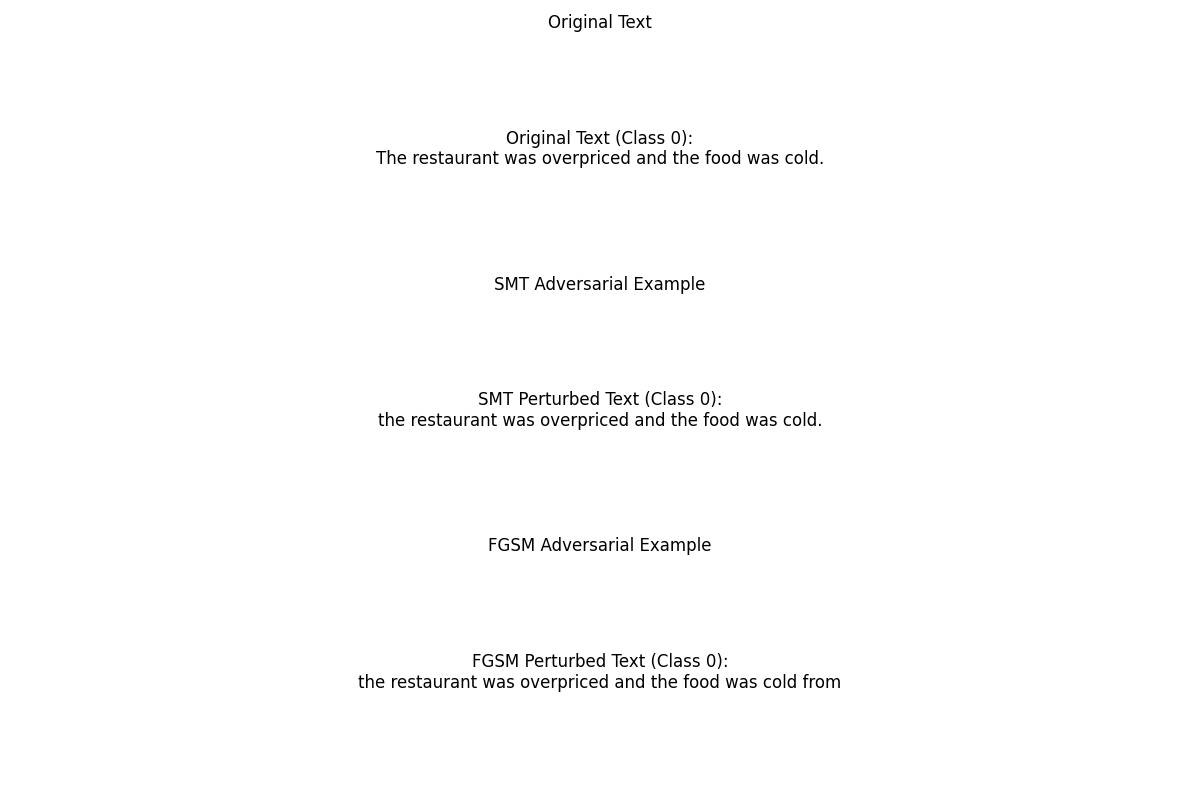 Original Text
Original Text (Class 0):
The restaurant was overpriced and the food was cold.
SMT Adversarial Example
SMT Perturbed Text (Class 0):
the restaurant was overpriced and the food was cold.
FGSM Adversarial Example
FGSM Perturbed Text (Class 0):
the restaurant was overpriced and the food was cold from